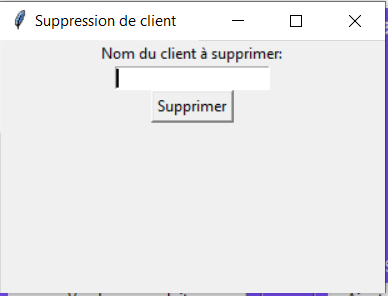 Suppression de client
Nom du client à supprimer:
Supprimer